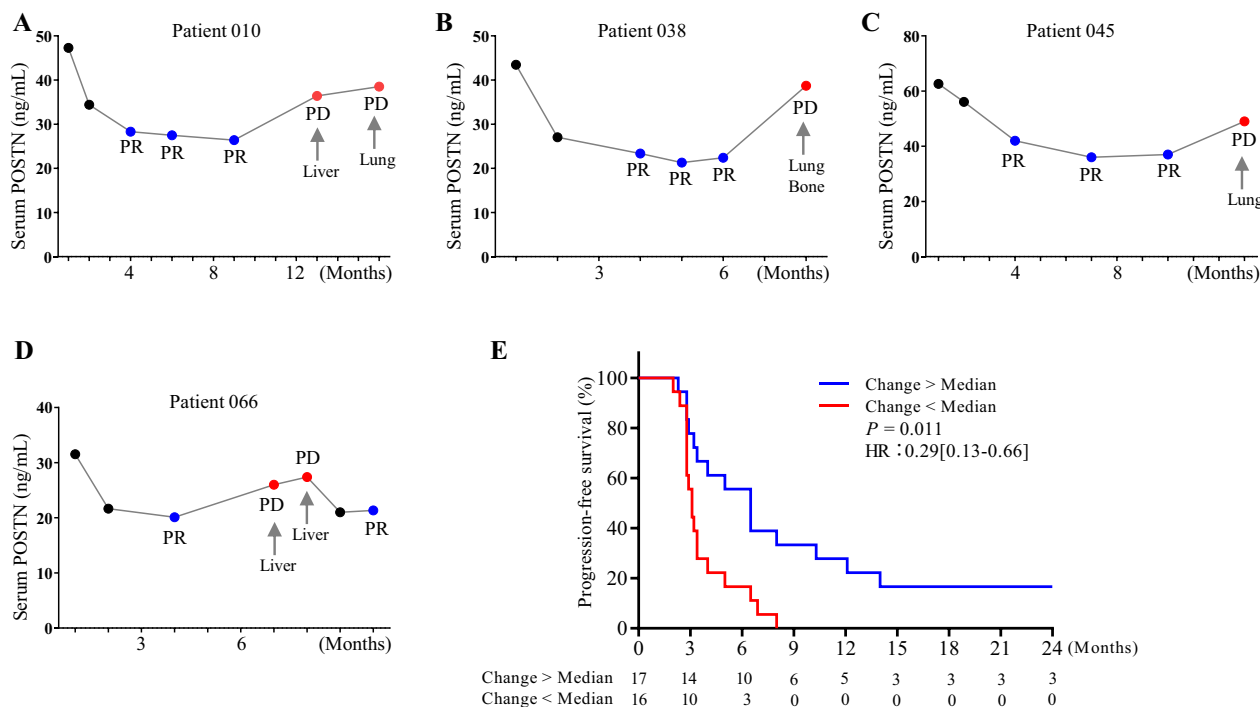 A
Patient 010
Serum POSTN (ng/mL)
50
40
30
20
10
0
PR
PR
PR
PD
PD
Liver
Lung
4
8
12
(Months)
B
Patient 038
Serum POSTN (ng/mL)
50
40
30
20
10
0
PR
PR
PR
PD
Lung
Bone
3
6
(Months)
C
Patient 045
Serum POSTN (ng/mL)
80
60
40
20
0
PR
PR
PR
PD
Lung
4
8
(Months)
D
Patient 066
Serum POSTN (ng/mL)
40
30
20
10
0
PR
PD
PD
PR
Liver
Liver
3
6
(Months)
E
Progression-free survival (%)
100
80
60
40
20
0
Change > Median
Change < Median
P = 0.011
HR：0.29[0.13-0.66]
0 3 6 9 12 15 18 21 24 (Months)
Change > Median 17 14 10 6 5 3 3 3 3
Change < Median 16 10 3 0 0 0 0 0 0